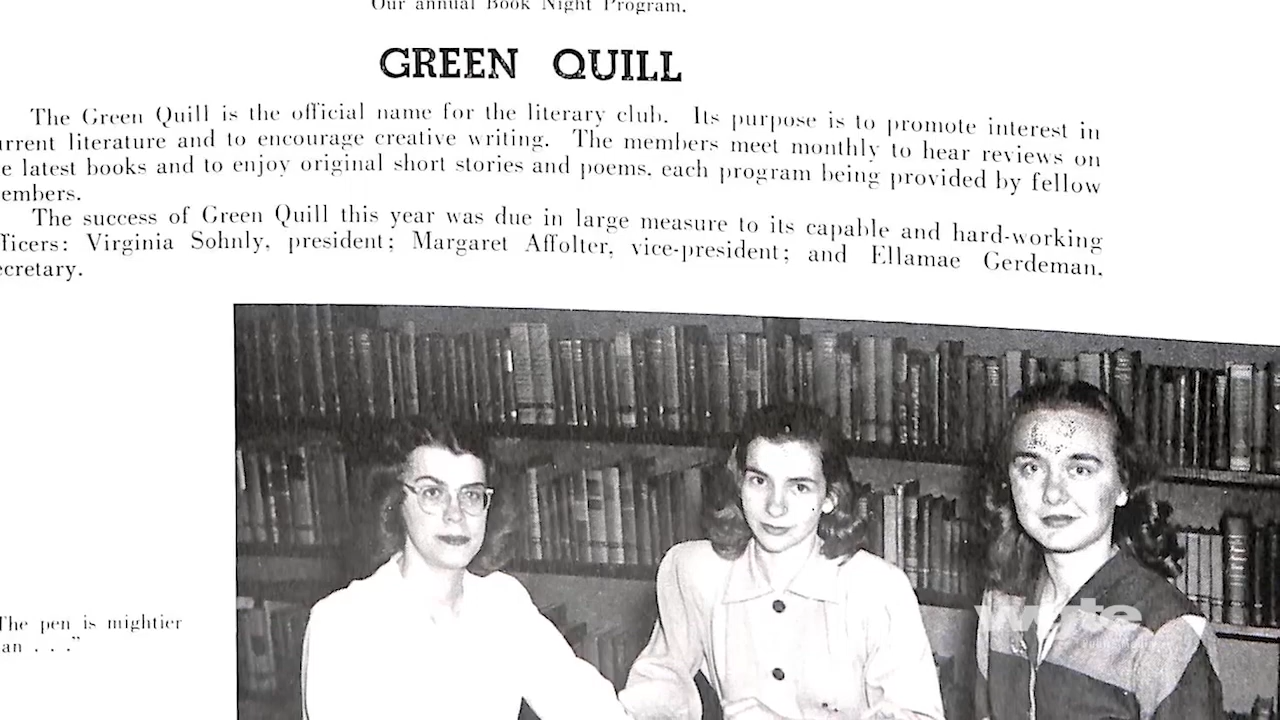 Our annual Book Night Program.
GREEN QUILL
The Green Quill is the official name for the literary club. Its purpose is to promote interest in
urrent literature and to encourage creative writing. The members meet monthly to hear reviews on
e latest books and to enjoy original short stories and poems, each program being provided by fellow
embers.
The success of Green Quill this year was due in large measure to its capable and hard-working
fficers: Virginia Sohnly, president; Margaret Affolter, vice-president; and Ellamae Gerdeman,
ecretary.
The pen is mightier
an . . ."
wgte